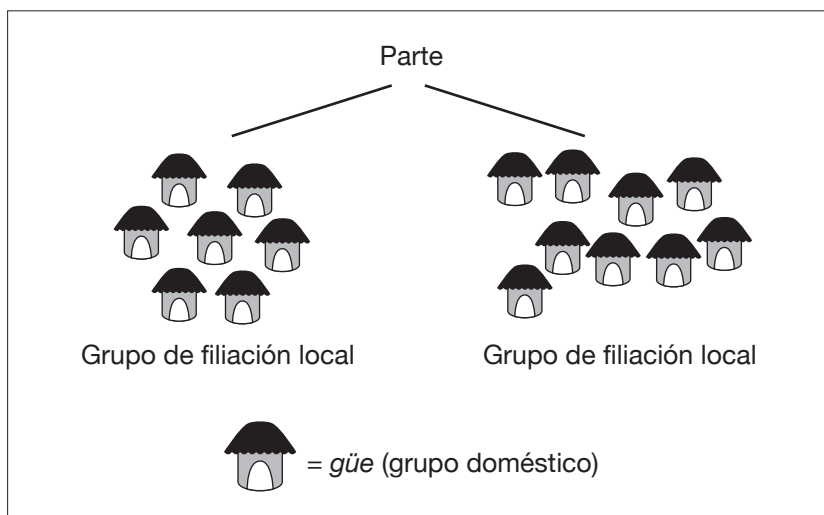 Parte
Grupo de filiación local
Grupo de filiación local
= güe (grupo doméstico)